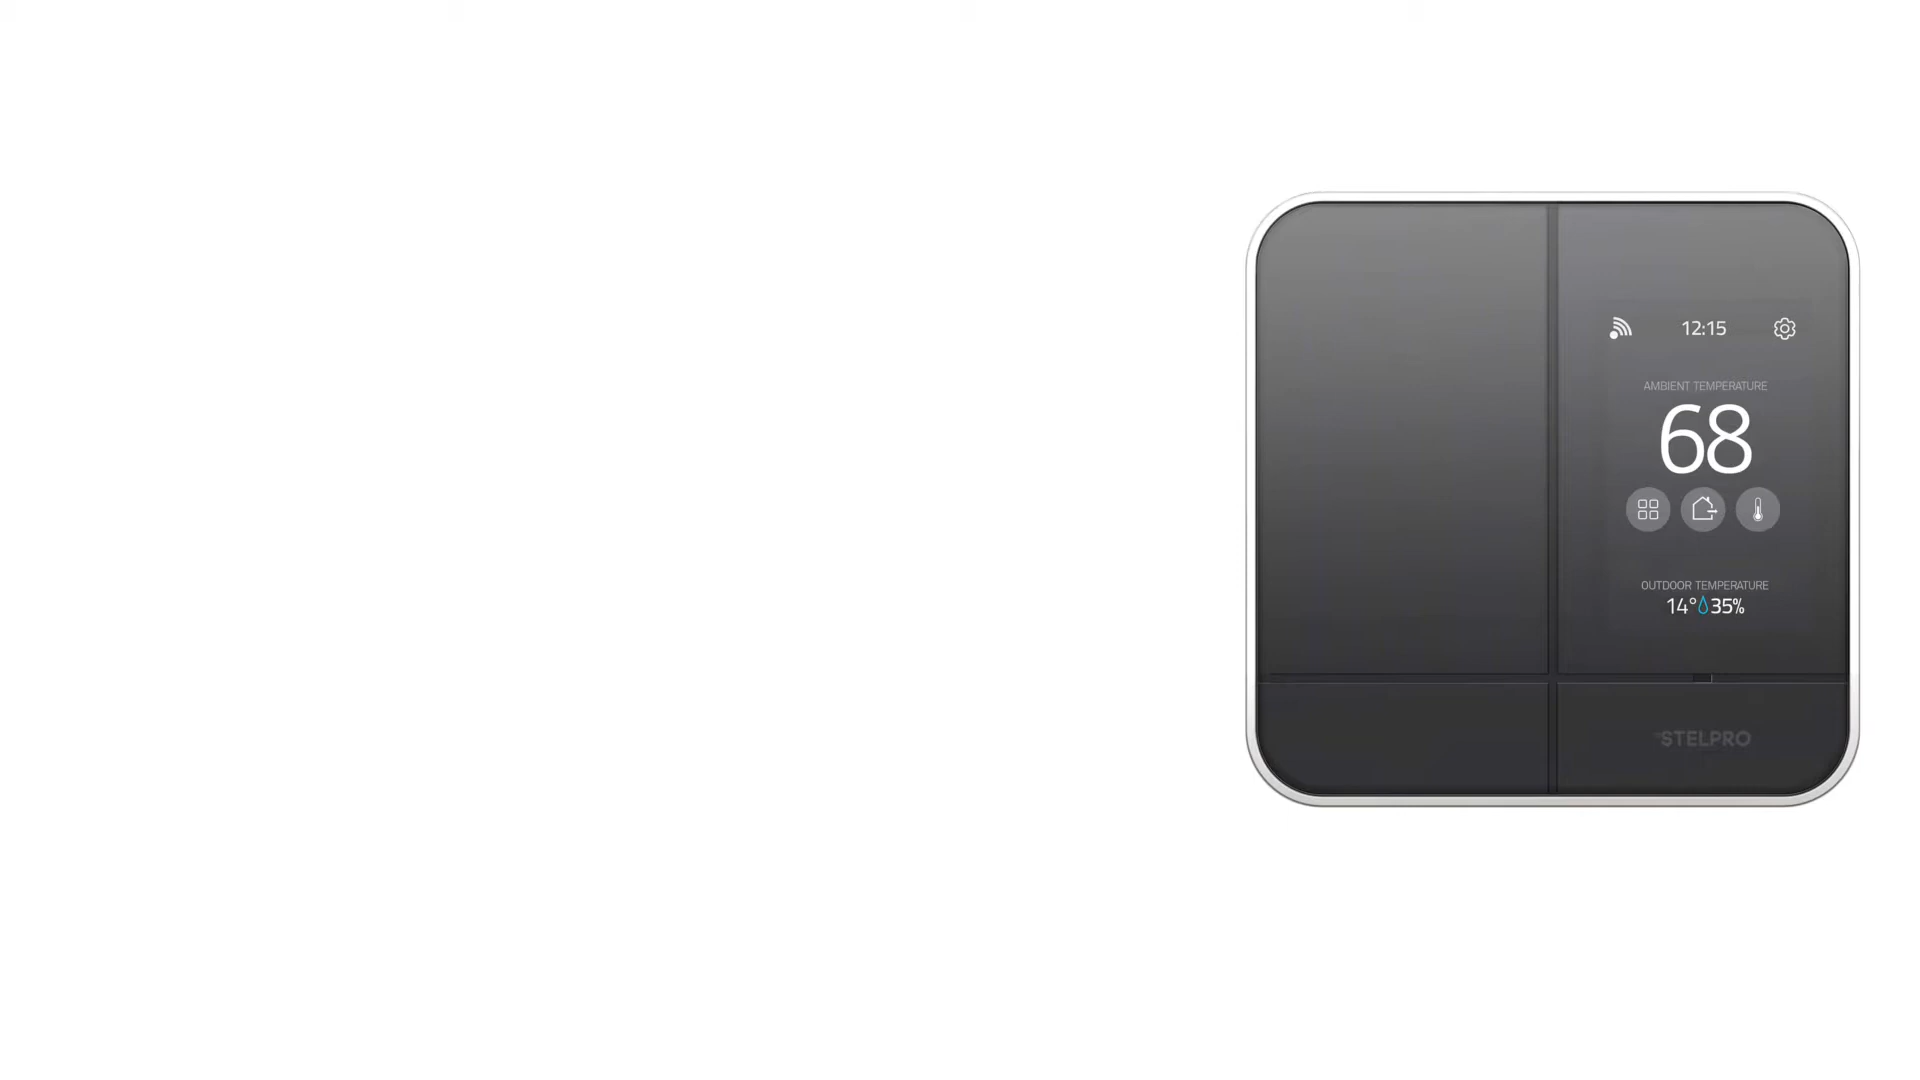 12:15
AMBIENT TEMPERATURE
68
OUTDOOR TEMPERATURE
14° 35%
STELPRO